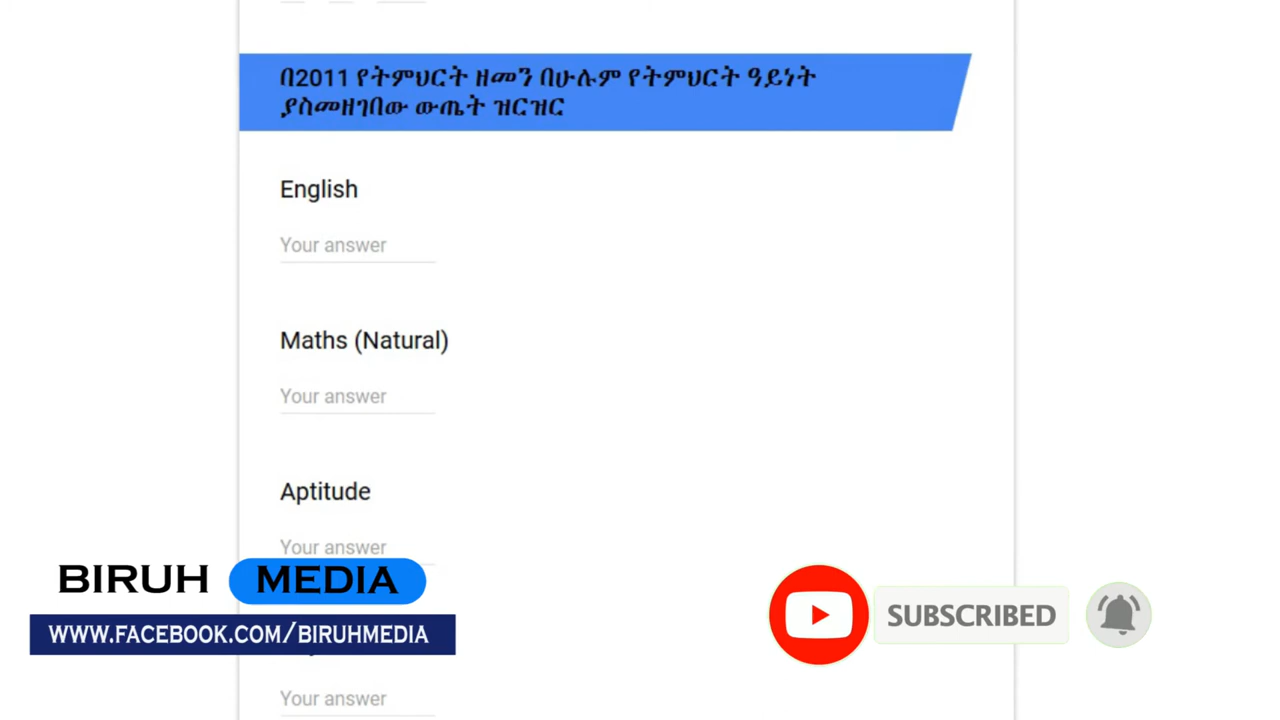 በ2011 የትምህርት ዘመን በሁሉም የትምህርት ዓይነት
ያስመዘገበው ውጤት ዝርዝር
English
Your answer
Maths (Natural)
Your answer
Aptitude
Your answer
BIRUH MEDIA
WWW.FACEBOOK.COM/BIRUHMEDIA
SUBSCRIBED
Your answer